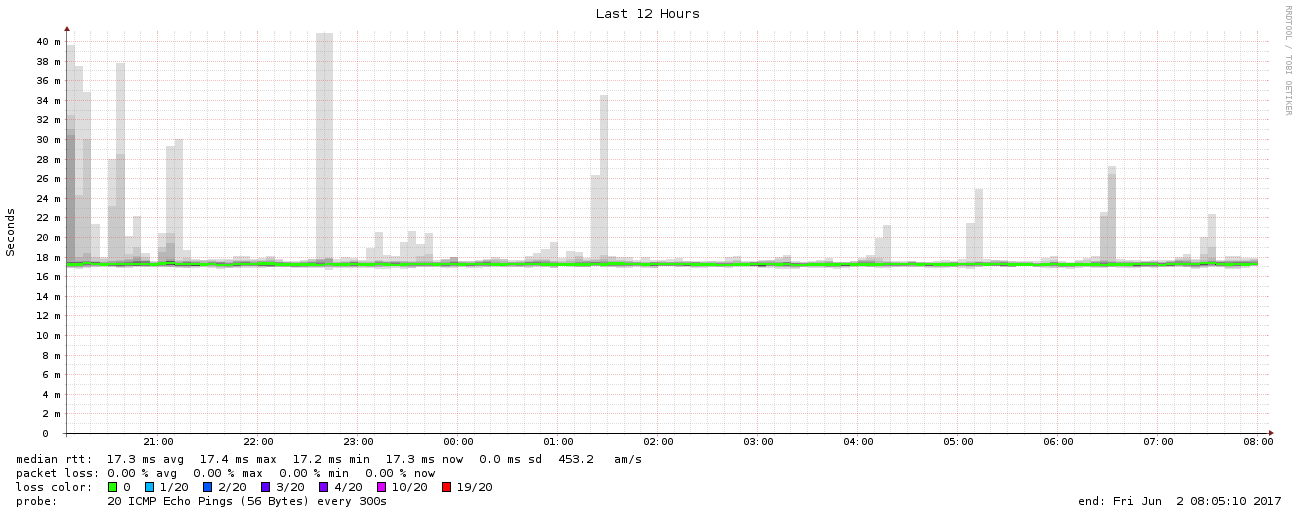 Last 12 Hours
RRDTOOL / TOBI OETIKER
Seconds
40 m
38 m
36 m
34 m
32 m
30 m
28 m
26 m
24 m
22 m
20 m
18 m
16 m
14 m
12 m
10 m
8 m
6 m
4 m
2 m
0
21:00 22:00 23:00 00:00 01:00 02:00 03:00 04:00 05:00 06:00 07:00 08:00
median rtt: 17.3 ms avg 17.4 ms max 17.2 ms min 17.3 ms now 0.0 ms sd 453.2 am/s
packet loss: 0.00 % avg 0.00 % max 0.00 % min 0.00 % now
loss color: 0 1/20 2/20 3/20 4/20 10/20 19/20
probe: 20 ICMP Echo Pings (56 Bytes) every 300s end: Fri Jun 2 08:05:10 2017